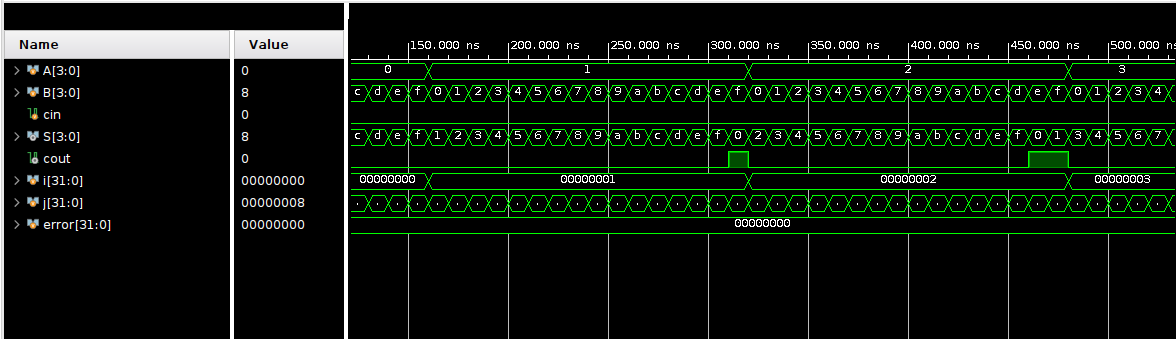 150.000 ns 200.000 ns 250.000 ns 300.000 ns 350.000 ns 400.000 ns 450.000 ns 500.000 ns
Name Value
A[3:0] 0 0 1 2 3
B[3:0] 8 c d e f 0 1 2 3 4 5 6 7 8 9 a b c d e f 0 1 2 3 4 5 6 7 8 9 a b c d e f 0 1 2 3 4
cin 0
S[3:0] 8 c d e f 1 2 3 4 5 6 7 8 9 a b c d e f 0 2 3 4 5 6 7 8 9 a b c d e f 0 1 3 4 5 6 7
cout 0
i[31:0] 00000000 00000000 00000001 00000002 00000003
j[31:0] 00000008
error[31:0] 00000000 00000000